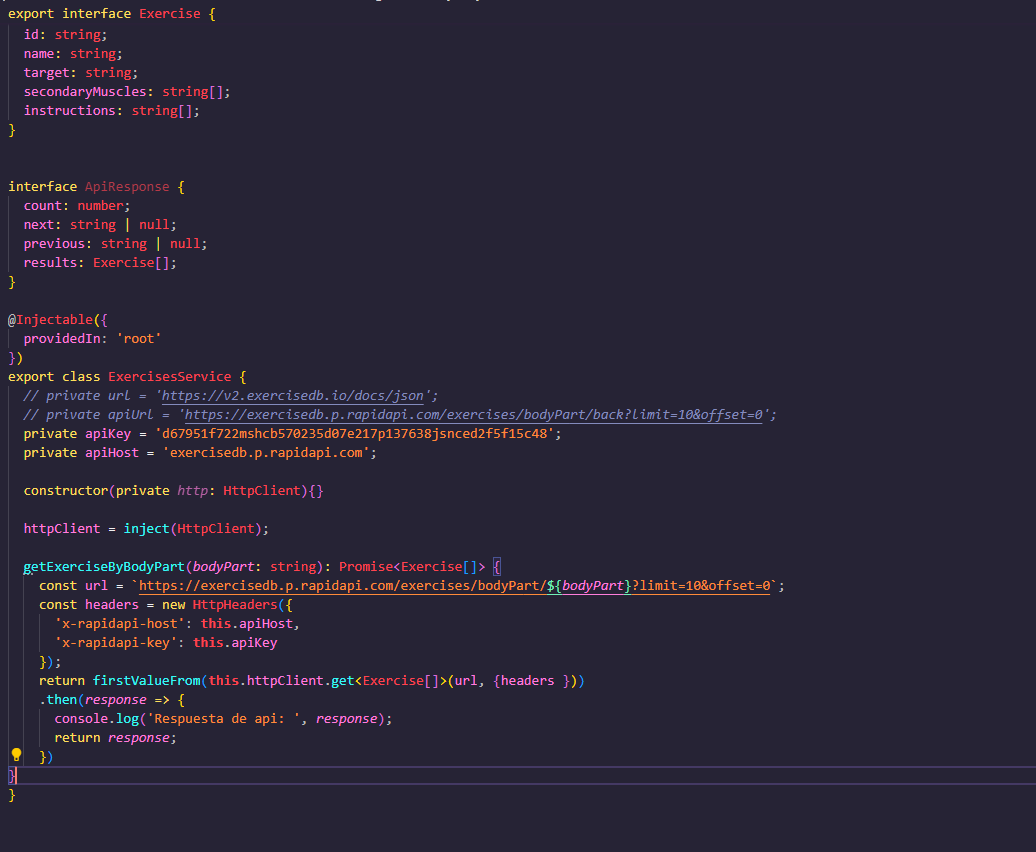 export interface Exercise {
  id: string;
  name: string;
  target: string;
  secondaryMuscles: string[];
  instructions: string[];
}
interface ApiResponse {
  count: number;
  next: string | null;
  previous: string | null;
  results: Exercise[];
}
@Injectable({
  providedIn: 'root'
})
export class ExercisesService {
  // private url = 'https://v2.exercisedb.io/docs/json';
  // private apiUrl = 'https://exercisedb.p.rapidapi.com/exercises/bodyPart/back?limit=10&offset=0';
  private apiKey = 'd67951f722mshcb570235d07e217p137638jsnced2f5f15c48';
  private apiHost = 'exercisedb.p.rapidapi.com';
  constructor(private http: HttpClient){}
  httpClient = inject(HttpClient);
  getExerciseByBodyPart(bodyPart: string): Promise<Exercise[]> {
    const url = `https://exercisedb.p.rapidapi.com/exercises/bodyPart/${bodyPart}?limit=10&offset=0`;
    const headers = new HttpHeaders({
      'x-rapidapi-host': this.apiHost,
      'x-rapidapi-key': this.apiKey
    });
    return firstValueFrom(this.httpClient.get<Exercise[]>(url, {headers }))
    .then(response => {
      console.log('Respuesta de api: ', response);
      return response;
    })
}
}